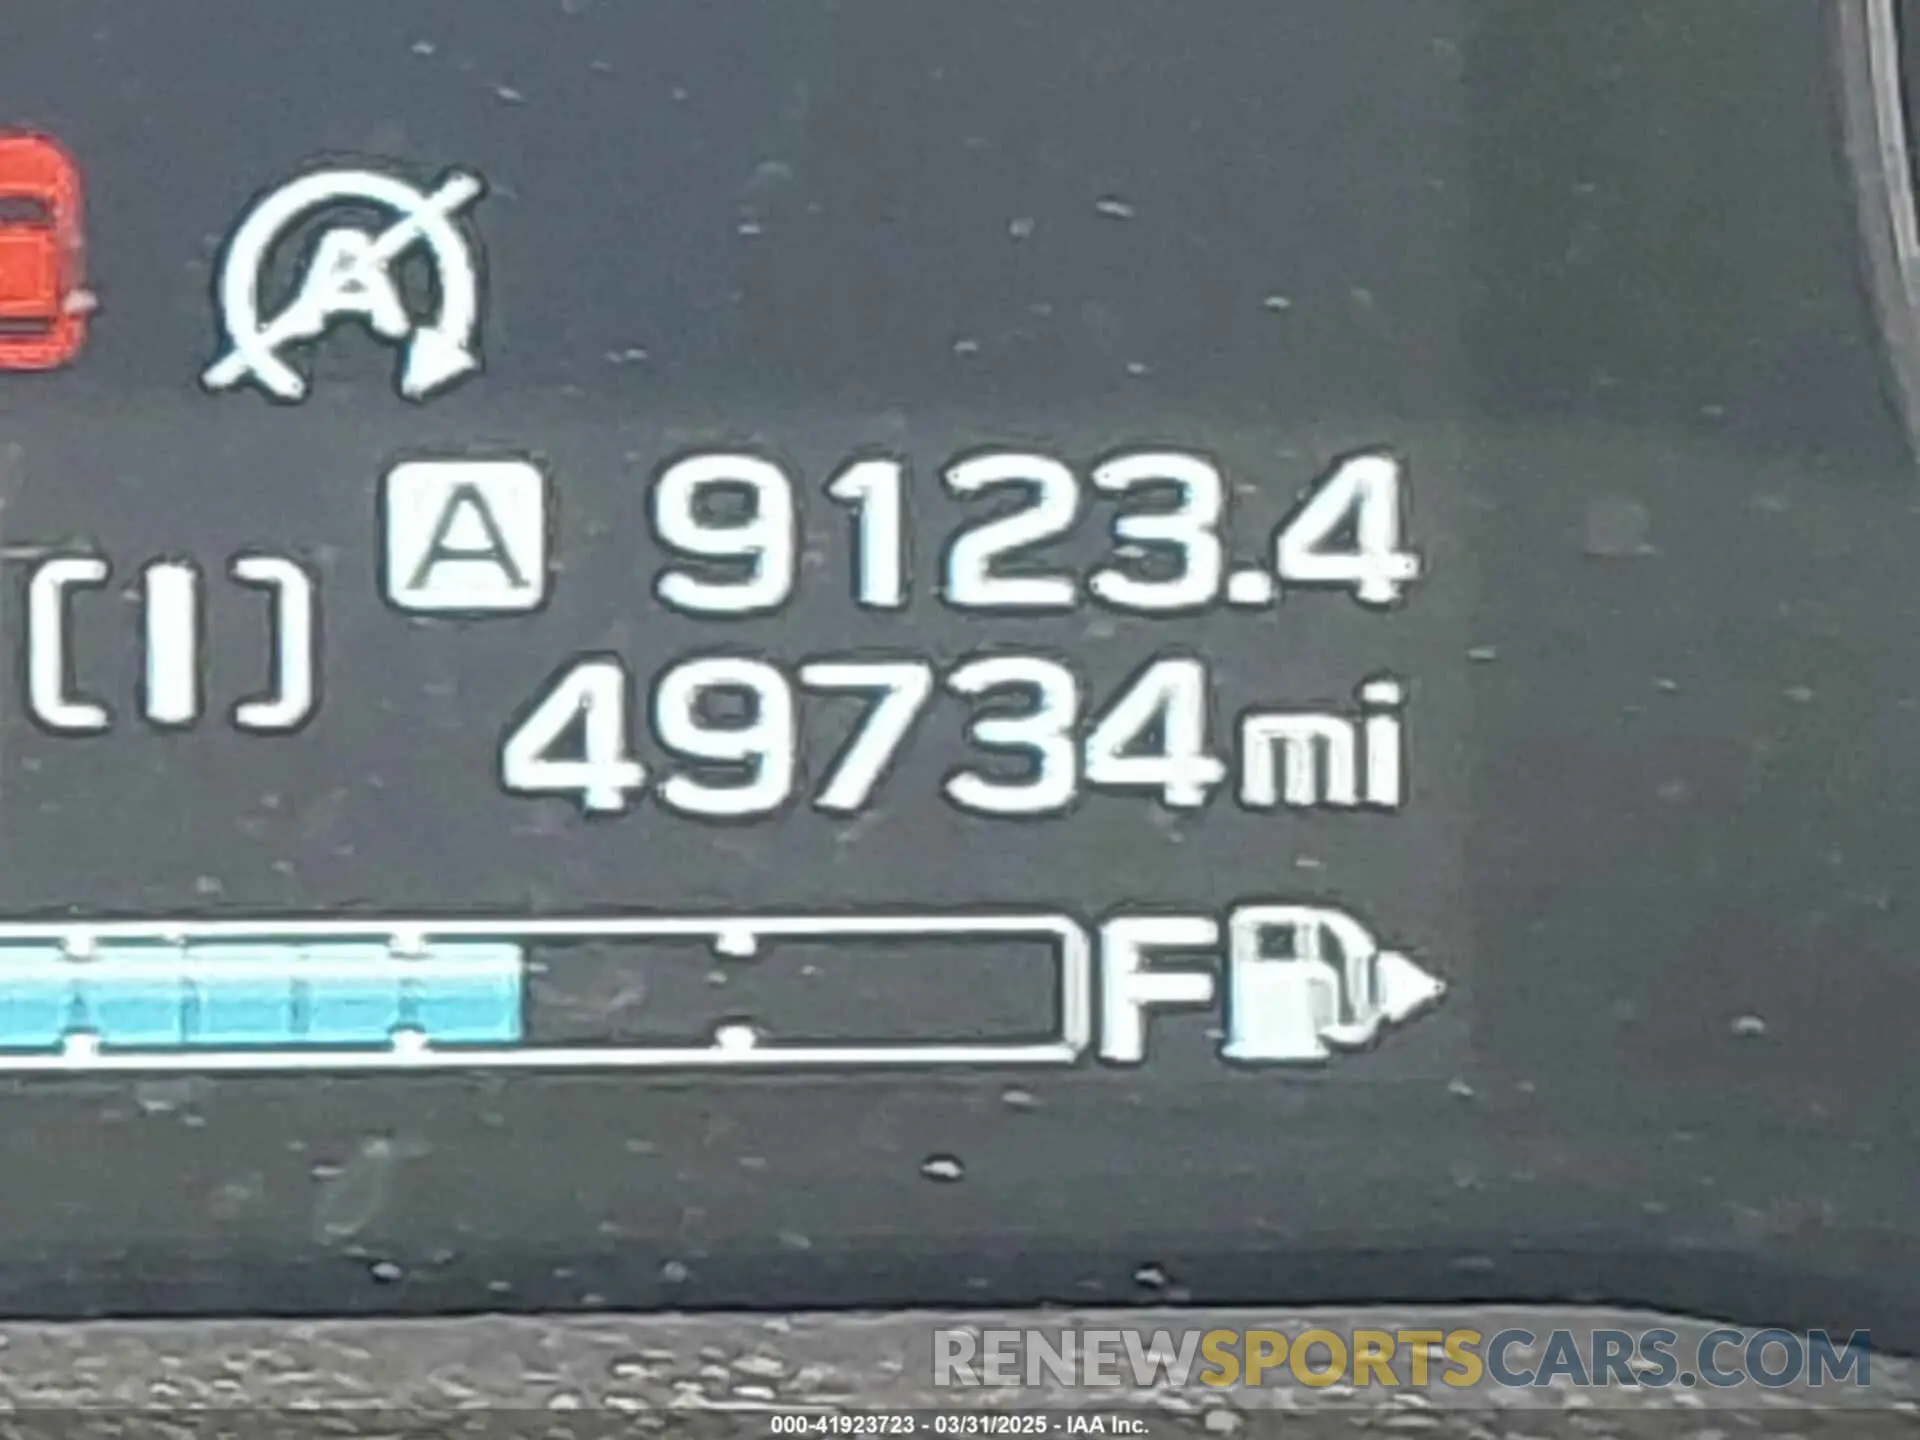 A
A 9123.4
(I)
49734mi
F
RENEWSPORTSCARS.COM
000-41923723 - 03/31/2025 - IAA Inc.